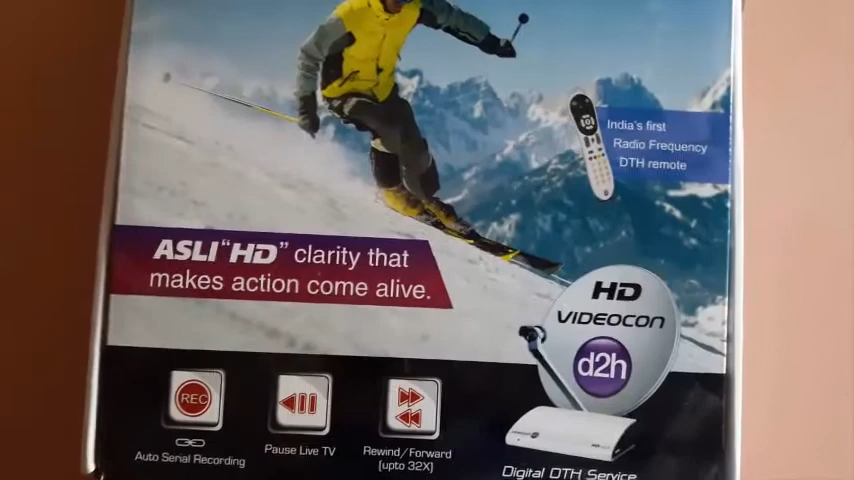 India's first
Radio Frequency
DTH remote
ASLI "HD" clarity that
makes action come alive.
HD
VIDEOCON
d2h
REC
Auto Serial Recording
Pause Live TV
Rewind/Forward
(upto 32X)
Digital DTH Service